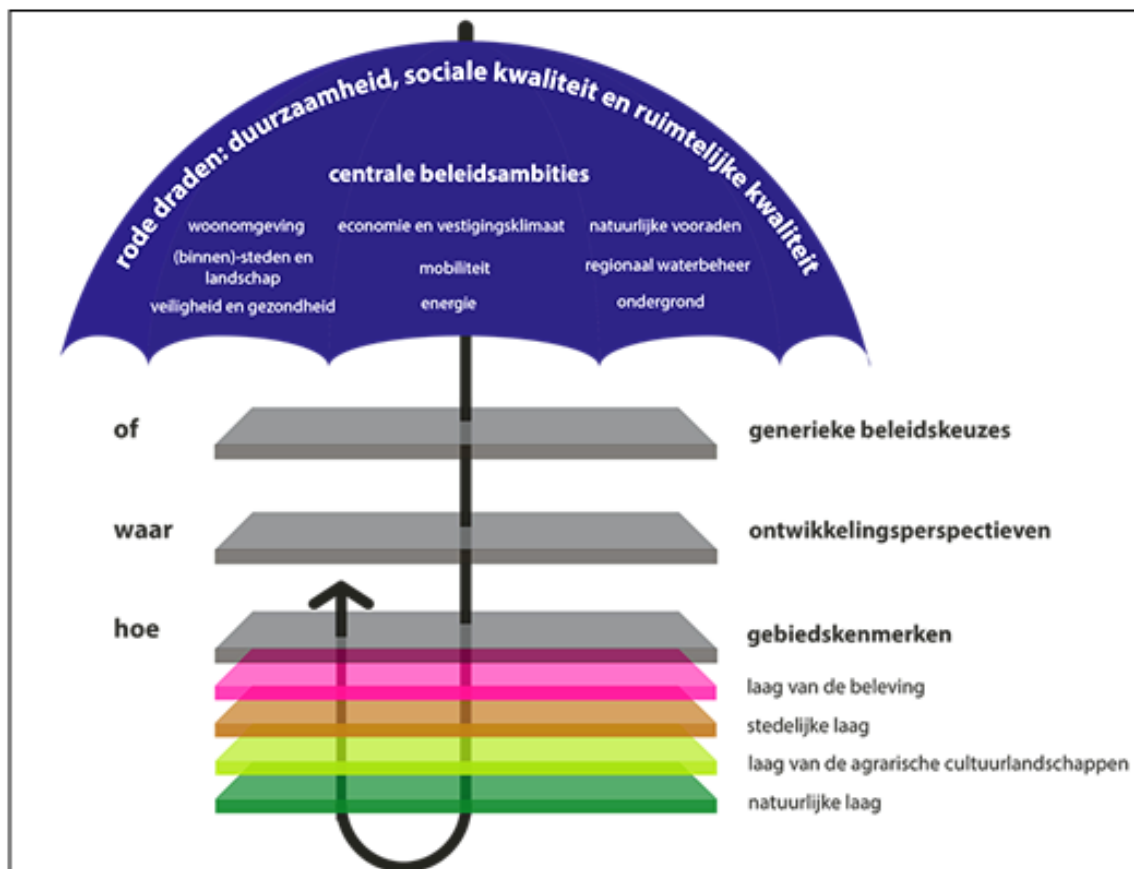 rode draden: duurzaamheid, sociale kwaliteit en ruimtelijke kwaliteit
centrale beleidsambities
woonomgeving
economie en vestigingsklimaat
natuurlijke vooraden
(binnen)-steden en
landschap
mobiliteit
regionaal waterbeheer
veiligheid en gezondheid
energie
ondergrond
of
generieke beleidskeuzes
waar
ontwikkelingsperspectieven
hoe
gebiedskenmerken
laag van de beleving
stedelijke laag
laag van de agrarische cultuurlandschappen
natuurlijke laag